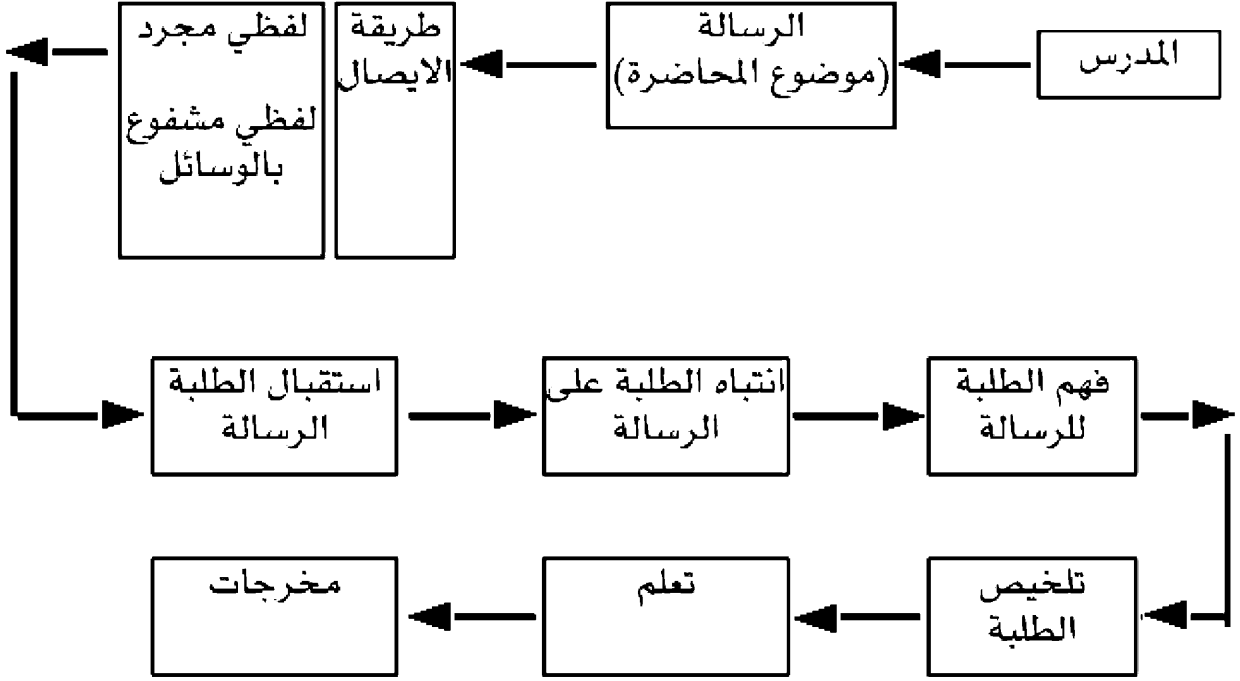 المدرس
الرسالة
(موضوع المحاضرة)
طريقة
الايصال
لفظي مجرد
لفظي مشفوع
بالوسائل
استقبال الطلبة
الرسالة
انتباه الطلبة على
الرسالة
فهم الطلبة
للرسالة
تلخيص
الطلبة
تعلم
مخرجات